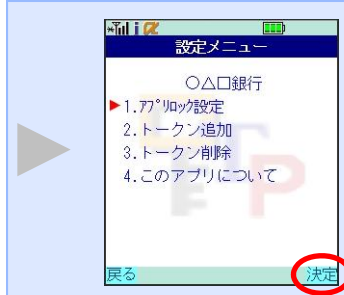 設定メニュー
○△□銀行
▶1.ｱﾌﾟﾘﾛｯｸ設定
2.トークン追加
3.トークン削除
4.このアプリについて
戻る
決定